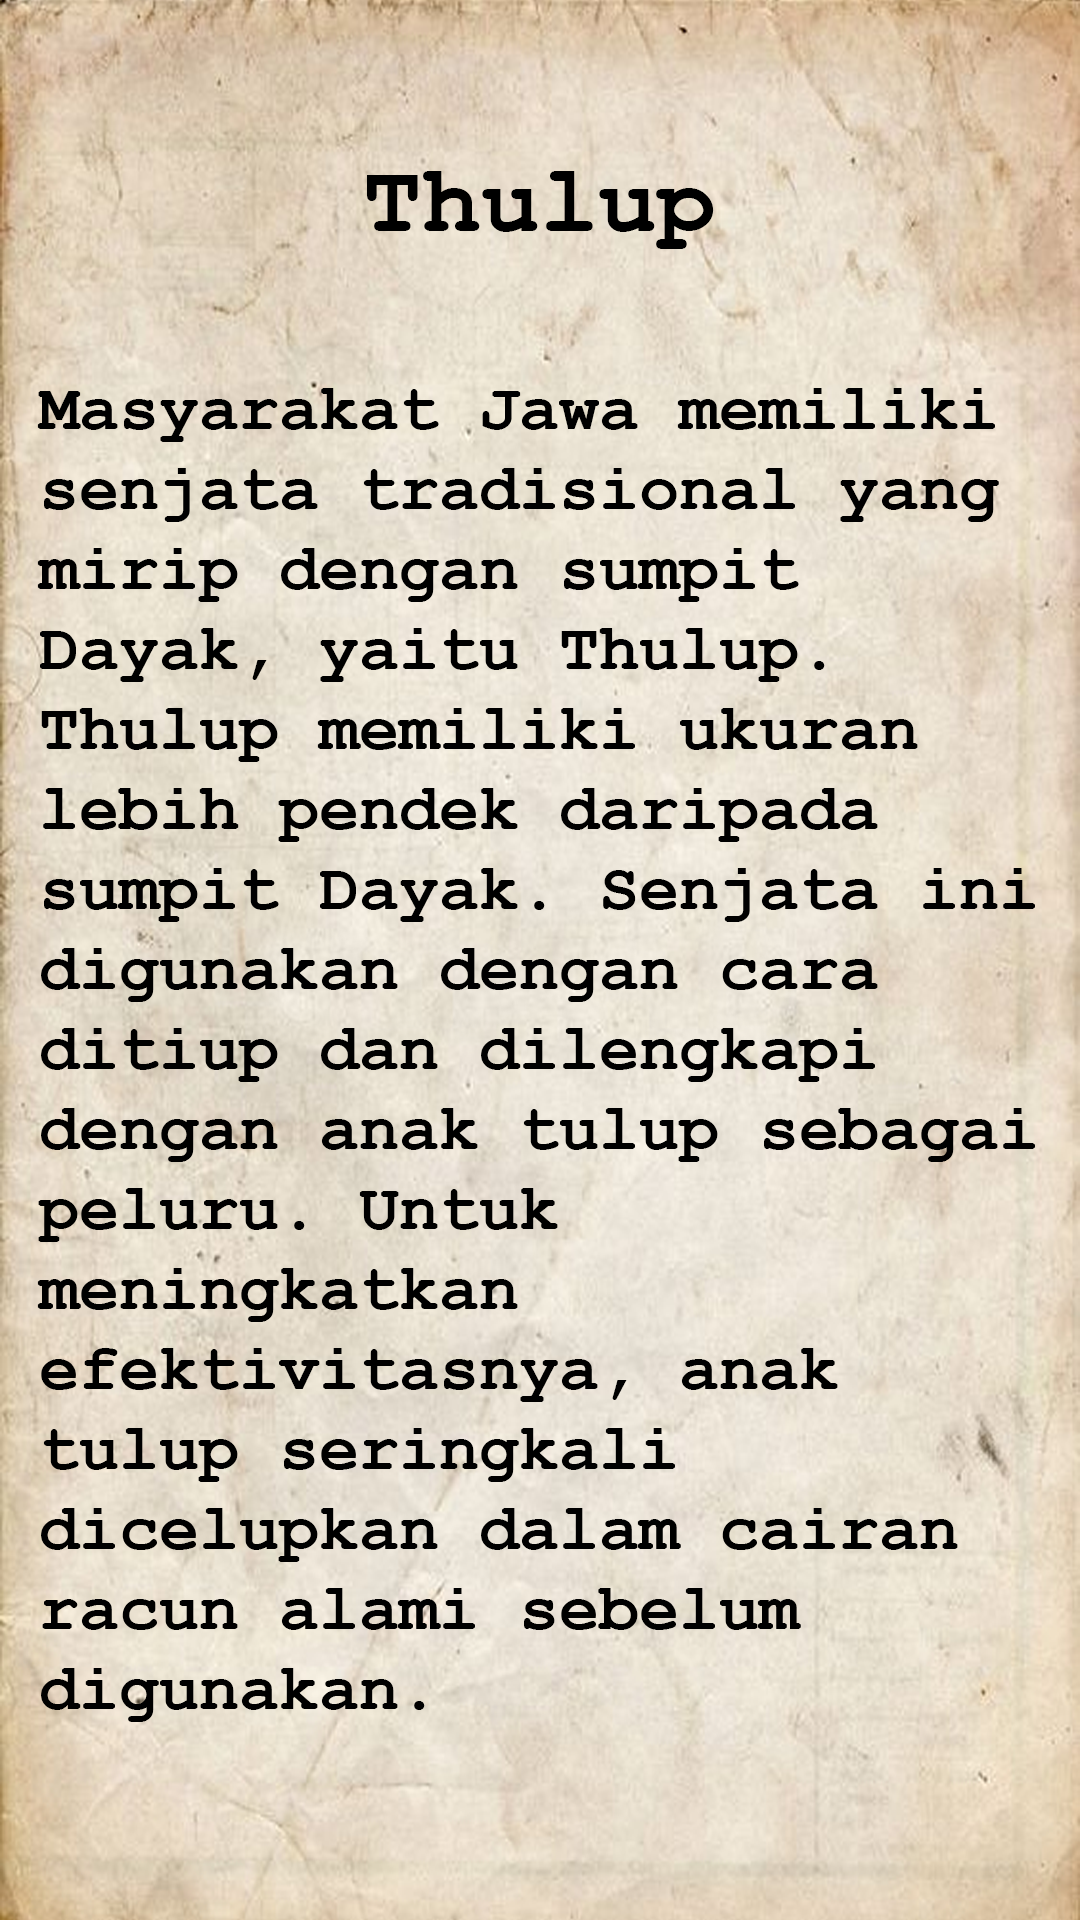 Thulup
Masyarakat Jawa memiliki
senjata tradisional yang
mirip dengan sumpit
Dayak, yaitu Thulup.
Thulup memiliki ukuran
lebih pendek daripada
sumpit Dayak. Senjata ini
digunakan dengan cara
ditiup dan dilengkapi
dengan anak tulup sebagai
peluru. Untuk
meningkatkan
efektivitasnya, anak
tulup seringkali
dicelupkan dalam cairan
racun alami sebelum
digunakan.